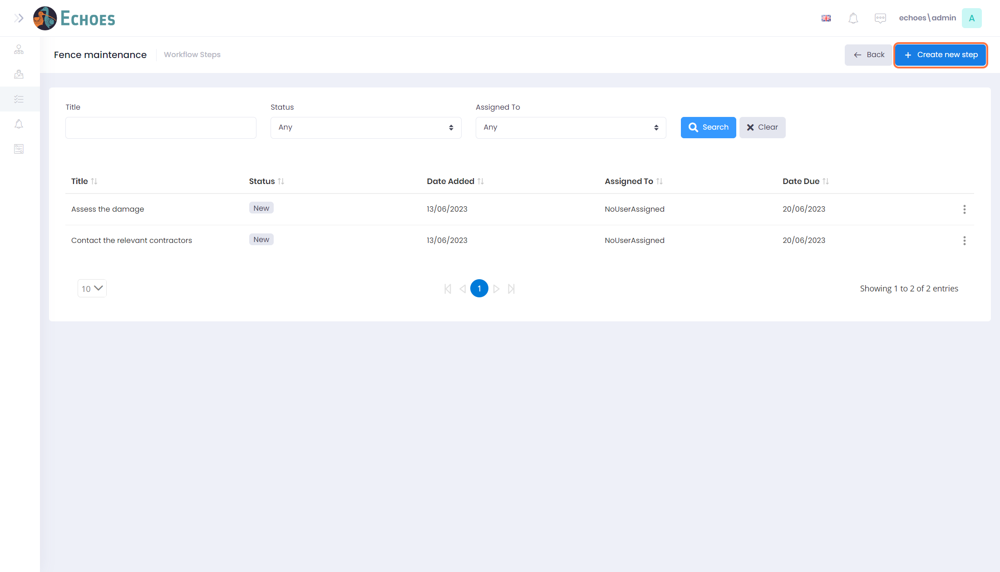 ECHOES
echoes\admin
A
Fence maintenance
Workflow Steps
Back
Create new step
Title
Status
Assigned To
Any
Any
Search
Clear
Title
Status
Date Added
Assigned To
Date Due
Assess the damage
New
13/06/2023
NoUserAssigned
20/06/2023
Contact the relevant contractors
New
13/06/2023
NoUserAssigned
20/06/2023
10
1
Showing 1 to 2 of 2 entries